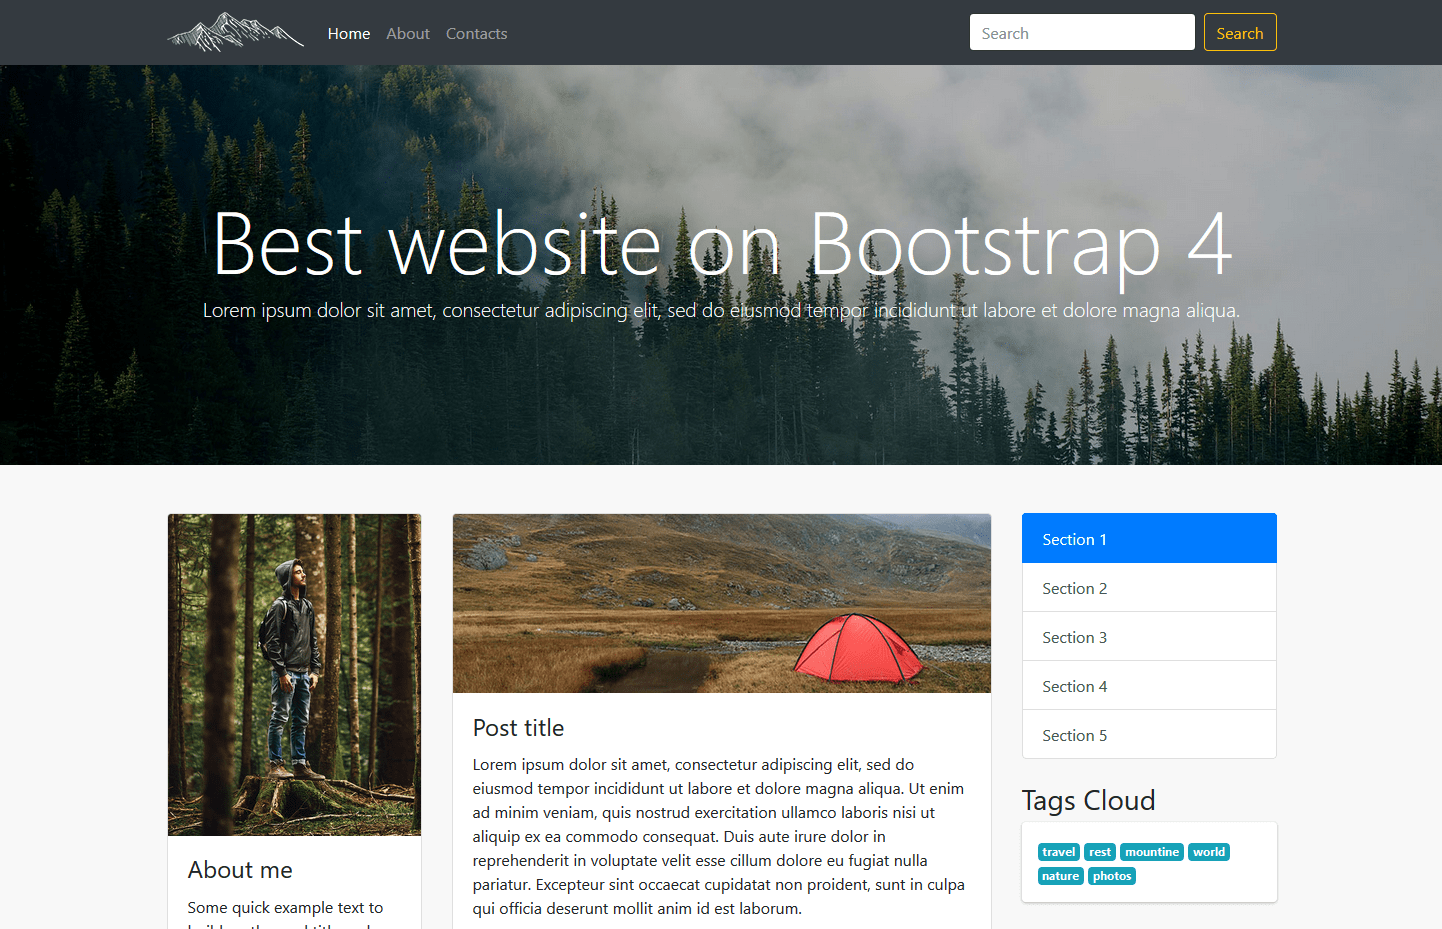 Home About Contacts
Search Search
Best website on Bootstrap 4
Lorem ipsum dolor sit amet, consectetur adipiscing elit, sed do eiusmod tempor incididunt ut labore et dolore magna aliqua.
About me
Some quick example text to
Post title
Lorem ipsum dolor sit amet, consectetur adipiscing elit, sed do
eiusmod tempor incididunt ut labore et dolore magna aliqua. Ut enim
ad minim veniam, quis nostrud exercitation ullamco laboris nisi ut
aliquip ex ea commodo consequat. Duis aute irure dolor in
reprehenderit in voluptate velit esse cillum dolore eu fugiat nulla
pariatur. Excepteur sint occaecat cupidatat non proident, sunt in culpa
qui officia deserunt mollit anim id est laborum.
Section 1
Section 2
Section 3
Section 4
Section 5
Tags Cloud
travel rest mountine world
nature photos